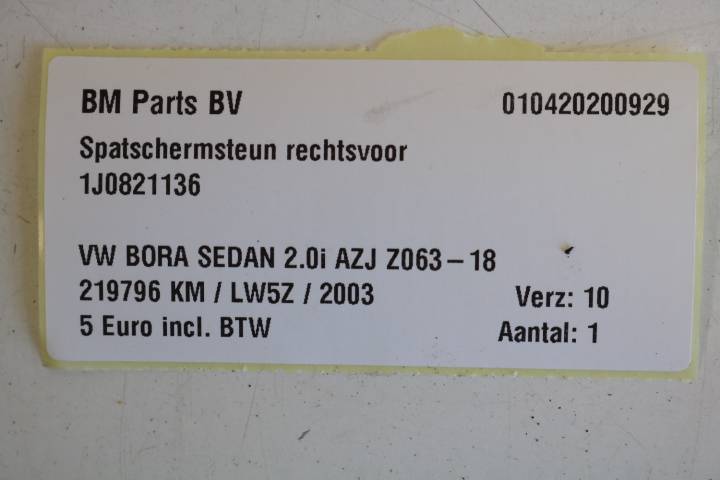 BM Parts BV 010420200929
Spatschermsteun rechtsvoor
1J0821136
VW BORA SEDAN 2.0i AZJ Z063-18
219796 KM / LW5Z / 2003 Verz: 10
5 Euro incl. BTW Aantal: 1